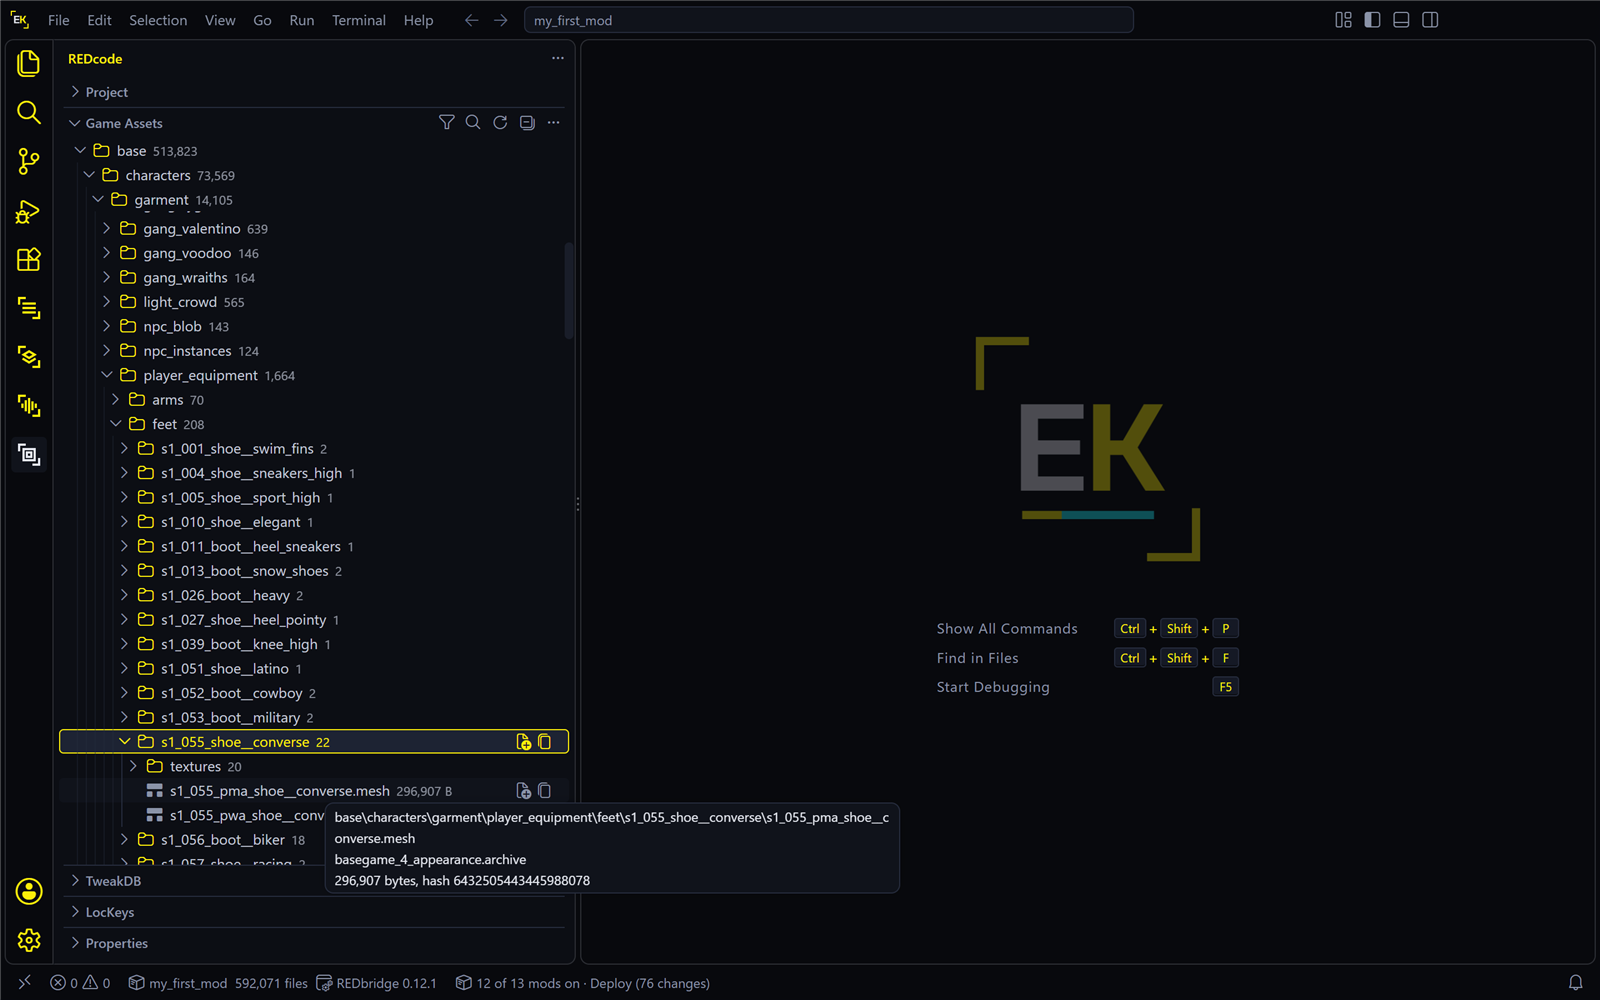 EK File Edit Selection View Go Run Terminal Help my_first_mod
REDcode
Project
Game Assets
base 513,823
characters 73,569
garment 14,105
gang_valentino 639
gang_voodoo 146
gang_wraiths 164
light_crowd 565
npc_blob 143
npc_instances 124
player_equipment 1,664
arms 70
feet 208
s1_001_shoe__swim_fins 2
s1_004_shoe__sneakers_high 1
s1_005_shoe__sport_high 1
s1_010_shoe__elegant 1
s1_011_boot__heel_sneakers 1
s1_013_boot__snow_shoes 2
s1_026_boot__heavy 2
s1_027_shoe__heel_pointy 1
s1_039_boot__knee_high 1
s1_051_shoe__latino 1
s1_052_boot__cowboy 2
s1_053_boot__military 2
s1_055_shoe__converse 22
textures 20
s1_055_pma_shoe__converse.mesh 296,907 B
s1_055_pwa_shoe__conv
s1_056_boot__biker 18
s1_057_shoe__racing
base\characters\garment\player_equipment\feet\s1_055_shoe__converse\s1_055_pma_shoe__c
onverse.mesh
basegame_4_appearance.archive
296,907 bytes, hash 6432505443445988078
TweakDB
LocKeys
Properties
EK
Show All Commands Ctrl + Shift + P
Find in Files Ctrl + Shift + F
Start Debugging F5
0 0 my_first_mod 592,071 files REDbridge 0.12.1 12 of 13 mods on · Deploy (76 changes)